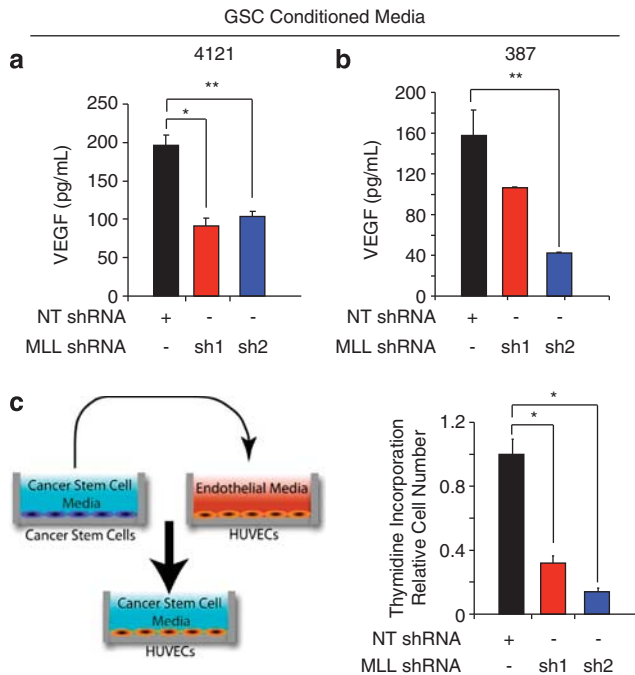 GSC Conditioned Media
a
4121
VEGF (pg/mL)
250
200
150
100
50
0
*
**
NT shRNA + - -
MLL shRNA - sh1 sh2
b
387
VEGF (pg/mL)
200
160
120
80
40
0
**
NT shRNA + - -
MLL shRNA - sh1 sh2
c
Cancer Stem Cell
Media
Cancer Stem Cells
Endothelial Media
HUVECs
Cancer Stem Cell
Media
HUVECs
Thymidine Incorporation
Relative Cell Number
1.2
0.8
0.4
0
*
*
NT shRNA + - -
MLL shRNA - sh1 sh2